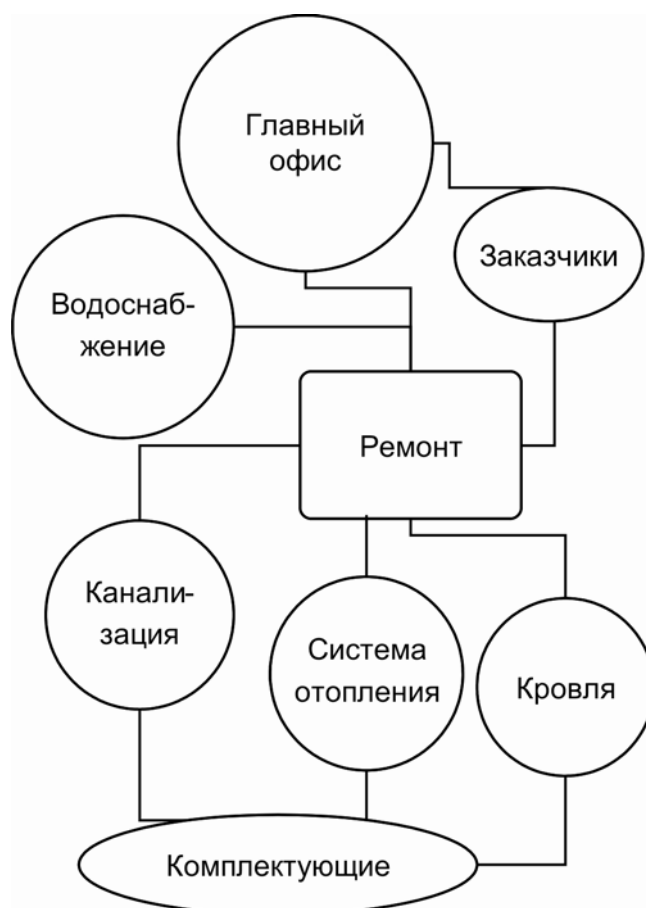 Главный
офис
Заказчики
Водоснаб-
жение
Ремонт
Канали-
зация
Система
отопления
Кровля
Комплектующие